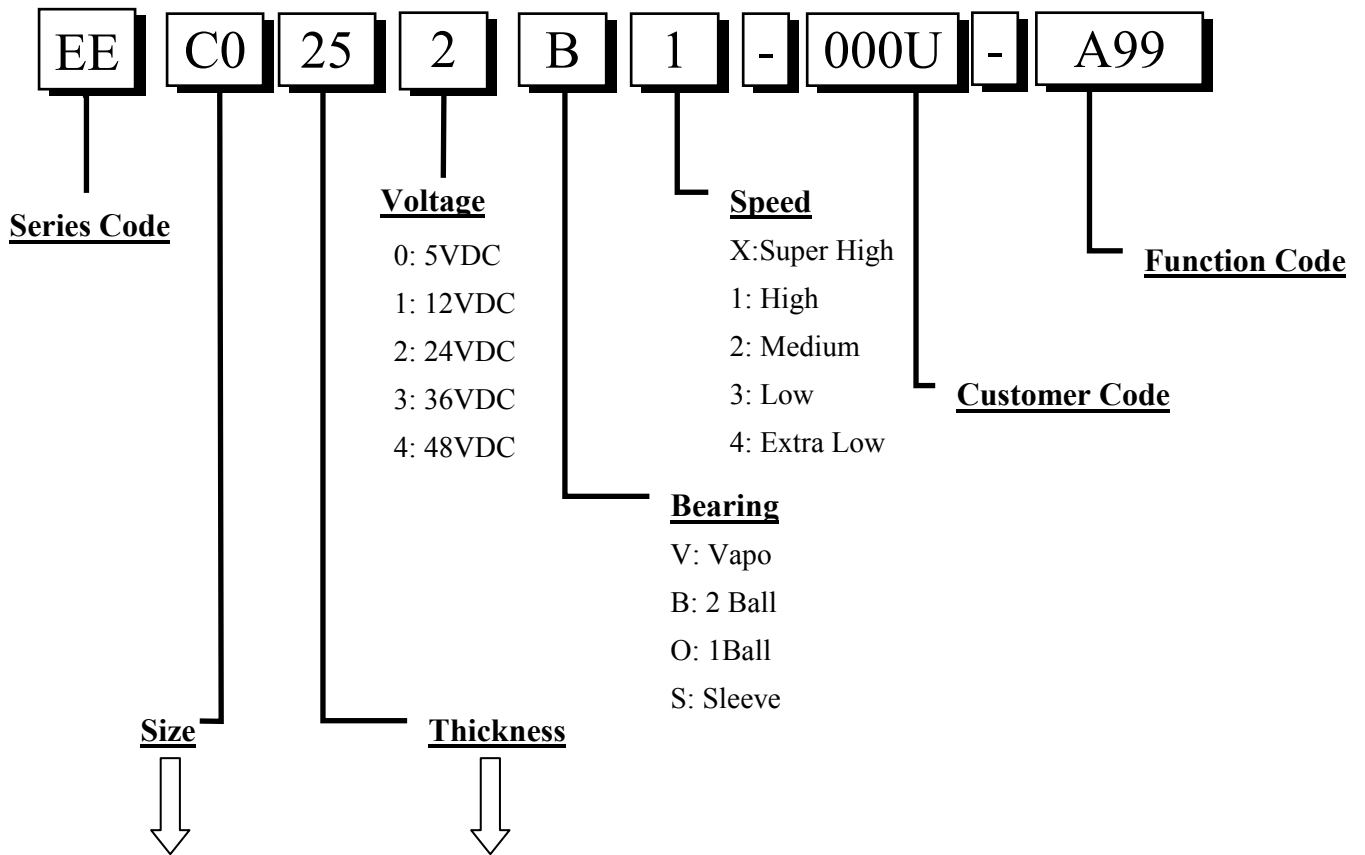 EE C0 25 2 B 1 - 000U - A99
Series Code
Voltage
0: 5VDC
1: 12VDC
2: 24VDC
3: 36VDC
4: 48VDC
Speed
X:Super High
1: High
2: Medium
3: Low
4: Extra Low
Function Code
Customer Code
Bearing
V: Vapo
B: 2 Ball
O: 1Ball
S: Sleeve
Size
Thickness